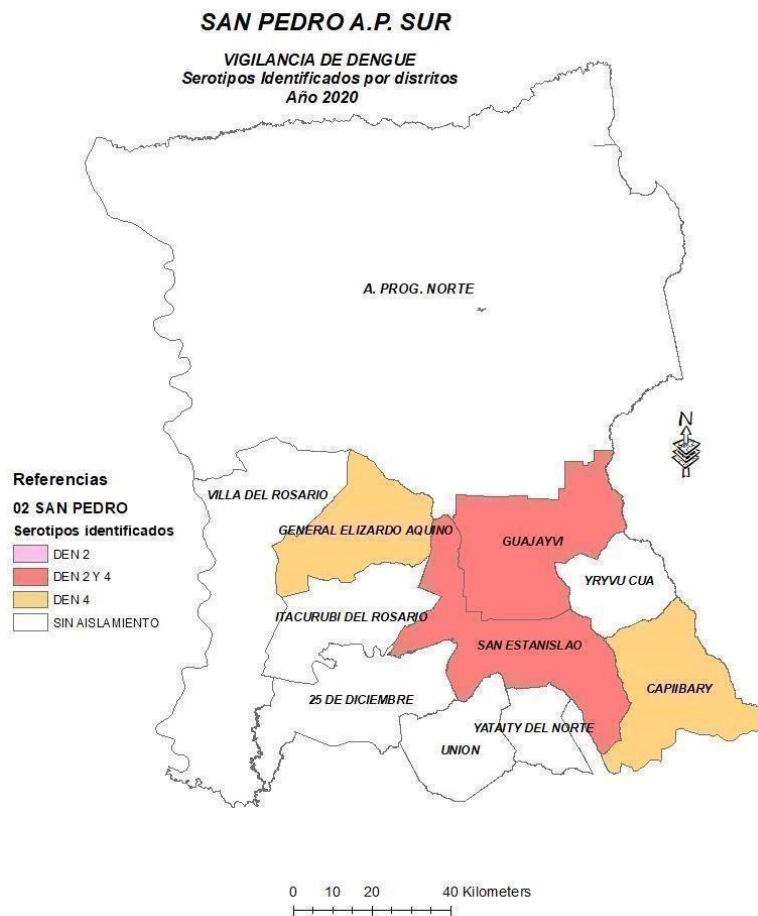 SAN PEDRO A.P. SUR
VIGILANCIA DE DENGUE
Serotipos Identificados por distritos
Año 2020
A. PROG. NORTE
N
Referencias
02 SAN PEDRO
Serotipos identificados
DEN 2
DEN 2 Y 4
DEN 4
SIN AISLAMIENTO
VILLA DEL ROSARIO
GENERAL ELIZARDO AQUINO
GUAJAYVI
YRYVU CUA
ITACURUBI DEL ROSARIO
SAN ESTANISLAO
CAPIIBARY
25 DE DICIEMBRE
YATAITY DEL NORTE
UNION
0 10 20 40 Kilometers